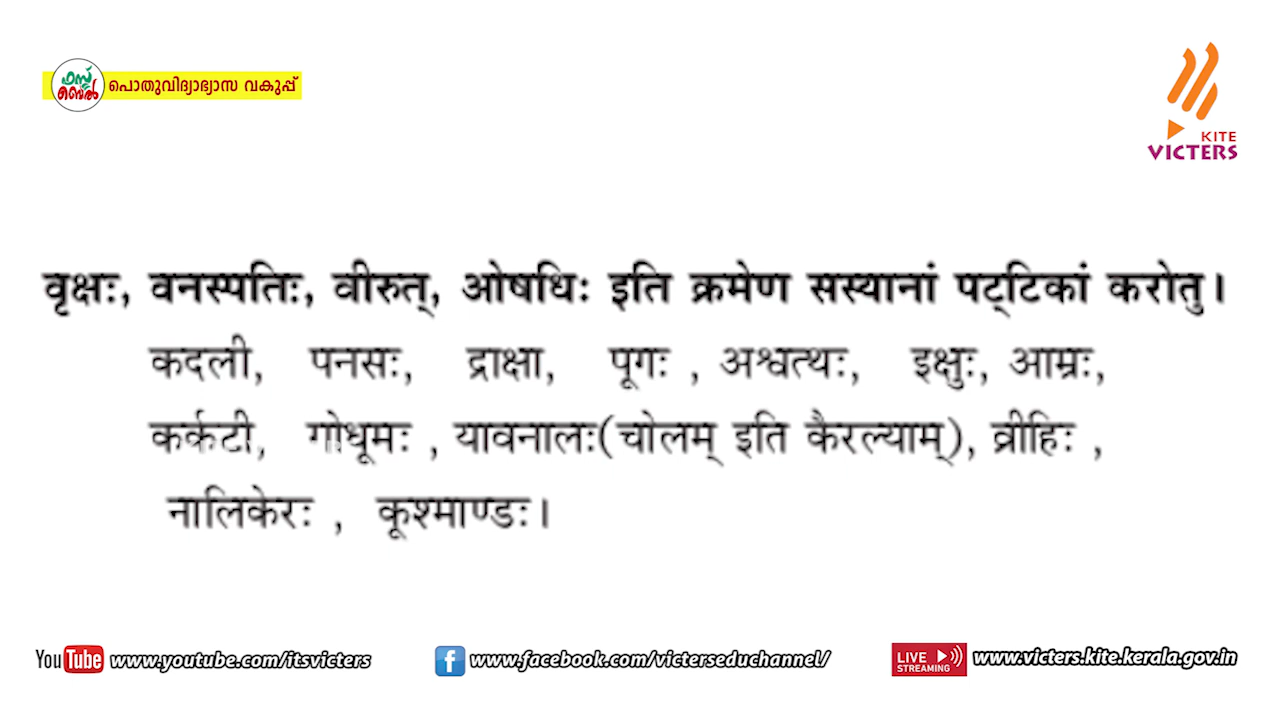 ഫസ്റ്റ് ബെൽ പൊതുവിദ്യാഭ്യാസ വകുപ്പ്
KITE
VICTERS
वृक्षः, वनस्पतिः, वीरुत्, ओषधिः इति क्रमेण सस्यानां पट्टिकां करोतु।
कदली, पनसः, द्राक्षा, पूगः , अश्वत्थः, इक्षुः, आम्रः,
कर्कटी, गोधूमः , यावनालः(चोलम् इति कैरल्याम्), व्रीहिः ,
नालिकेरः , कूश्माण्डः।
YouTube www.youtube.com/itsvicters f www.facebook.com/victerseduchannel/ LIVE STREAMING www.victers.kite.kerala.gov.in